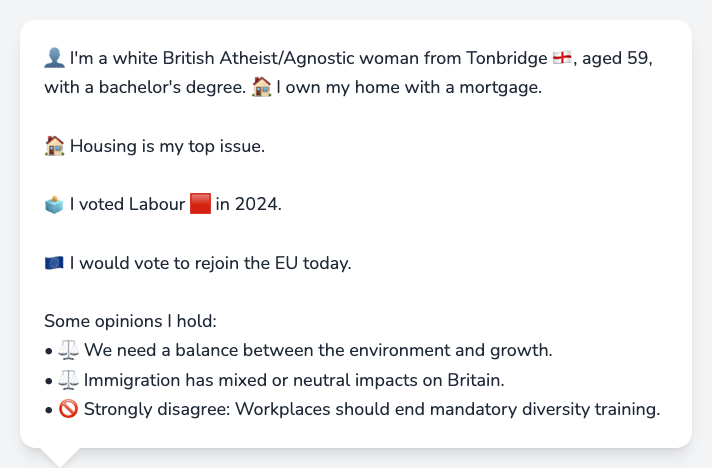 👤 I'm a white British Atheist/Agnostic woman from Tonbridge 🏴󠁧󠁢󠁥󠁮󠁧󠁿, aged 59,
with a bachelor's degree. 🏠 I own my home with a mortgage.
🏠 Housing is my top issue.
🗳️ I voted Labour 🟥 in 2024.
🇪🇺 I would vote to rejoin the EU today.
Some opinions I hold:
• ⚖️ We need a balance between the environment and growth.
• ⚖️ Immigration has mixed or neutral impacts on Britain.
• 🚫 Strongly disagree: Workplaces should end mandatory diversity training.